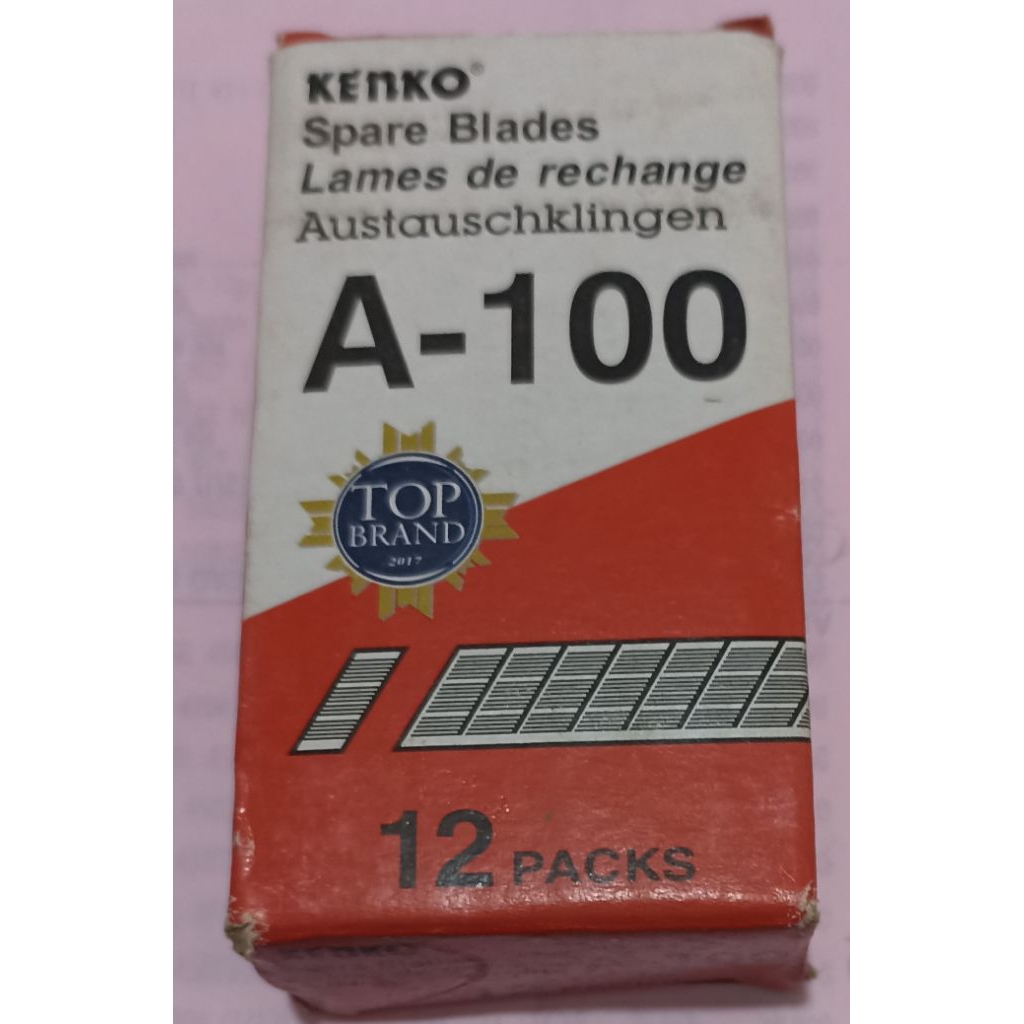 KENKO®
Spare Blades
Lames de rechange
Austauschklingen
A-100
TOP
BRAND
2017
12 PACKS